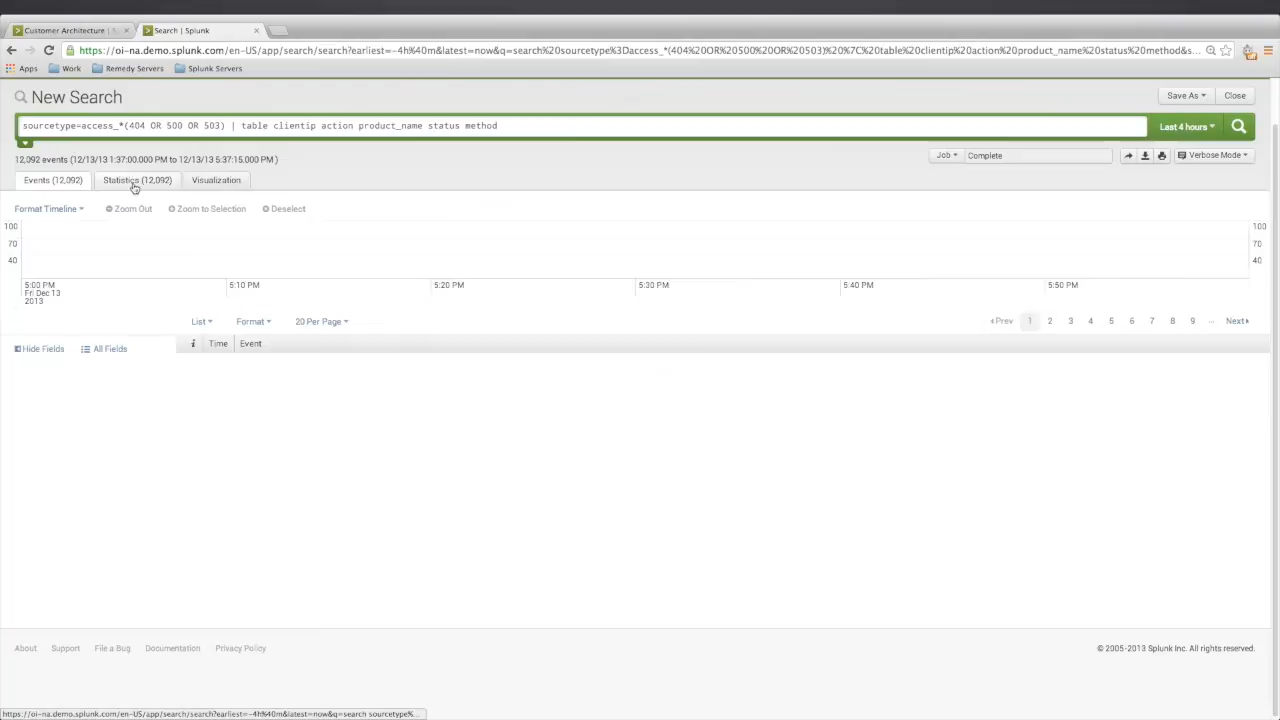 Customer Architecture | S
Search | Splunk
https://oi-na.demo.splunk.com/en-US/app/search/search?earliest=-4h%40m&latest=now&q=search%20sourcetype%3Daccess_*(404%20OR%20500%20OR%20503)%20%7C%20table%20clientip%20action%20product_name%20status%20method&s...
Apps Work Remedy Servers Splunk Servers
New Search
Save As Close
sourcetype=access_*(404 OR 500 OR 503) | table clientip action product_name status method
Last 4 hours
12,092 events (12/13/13 1:37:00.000 PM to 12/13/13 5:37:15.000 PM )
Job Complete Verbose Mode
Events (12,092) Statistics (12,092) Visualization
Format Timeline Zoom Out Zoom to Selection Deselect
100 100
70 70
40 40
5:00 PM 5:10 PM 5:20 PM 5:30 PM 5:40 PM 5:50 PM
Fri Dec 13
2013
List Format 20 Per Page Prev 1 2 3 4 5 6 7 8 9 ... Next
Hide Fields All Fields i Time Event
About Support File a Bug Documentation Privacy Policy © 2005-2013 Splunk Inc. All rights reserved.
https://oi-na.demo.splunk.com/en-US/app/search/search?earliest=-4h%40m&latest=now&q=search sourcetype%...